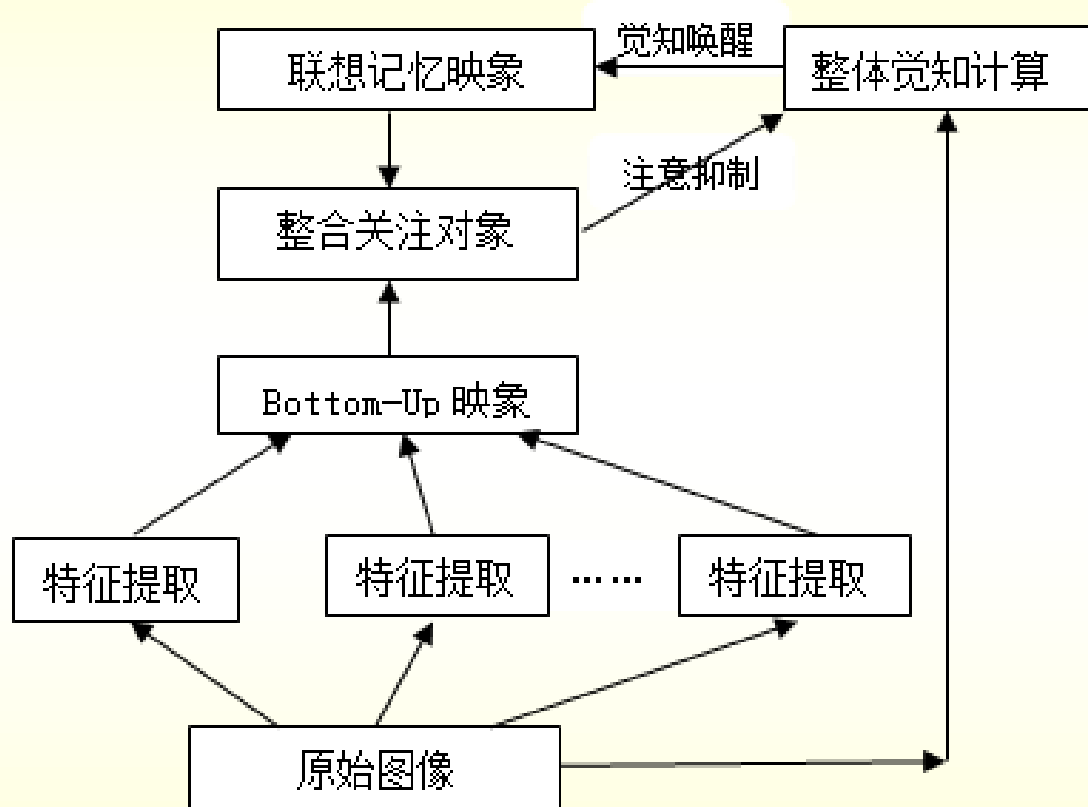 觉知唤醒
联想记忆映象
整体觉知计算
注意抑制
整合关注对象
Bottom-Up 映象
特征提取
特征提取
……
特征提取
原始图像